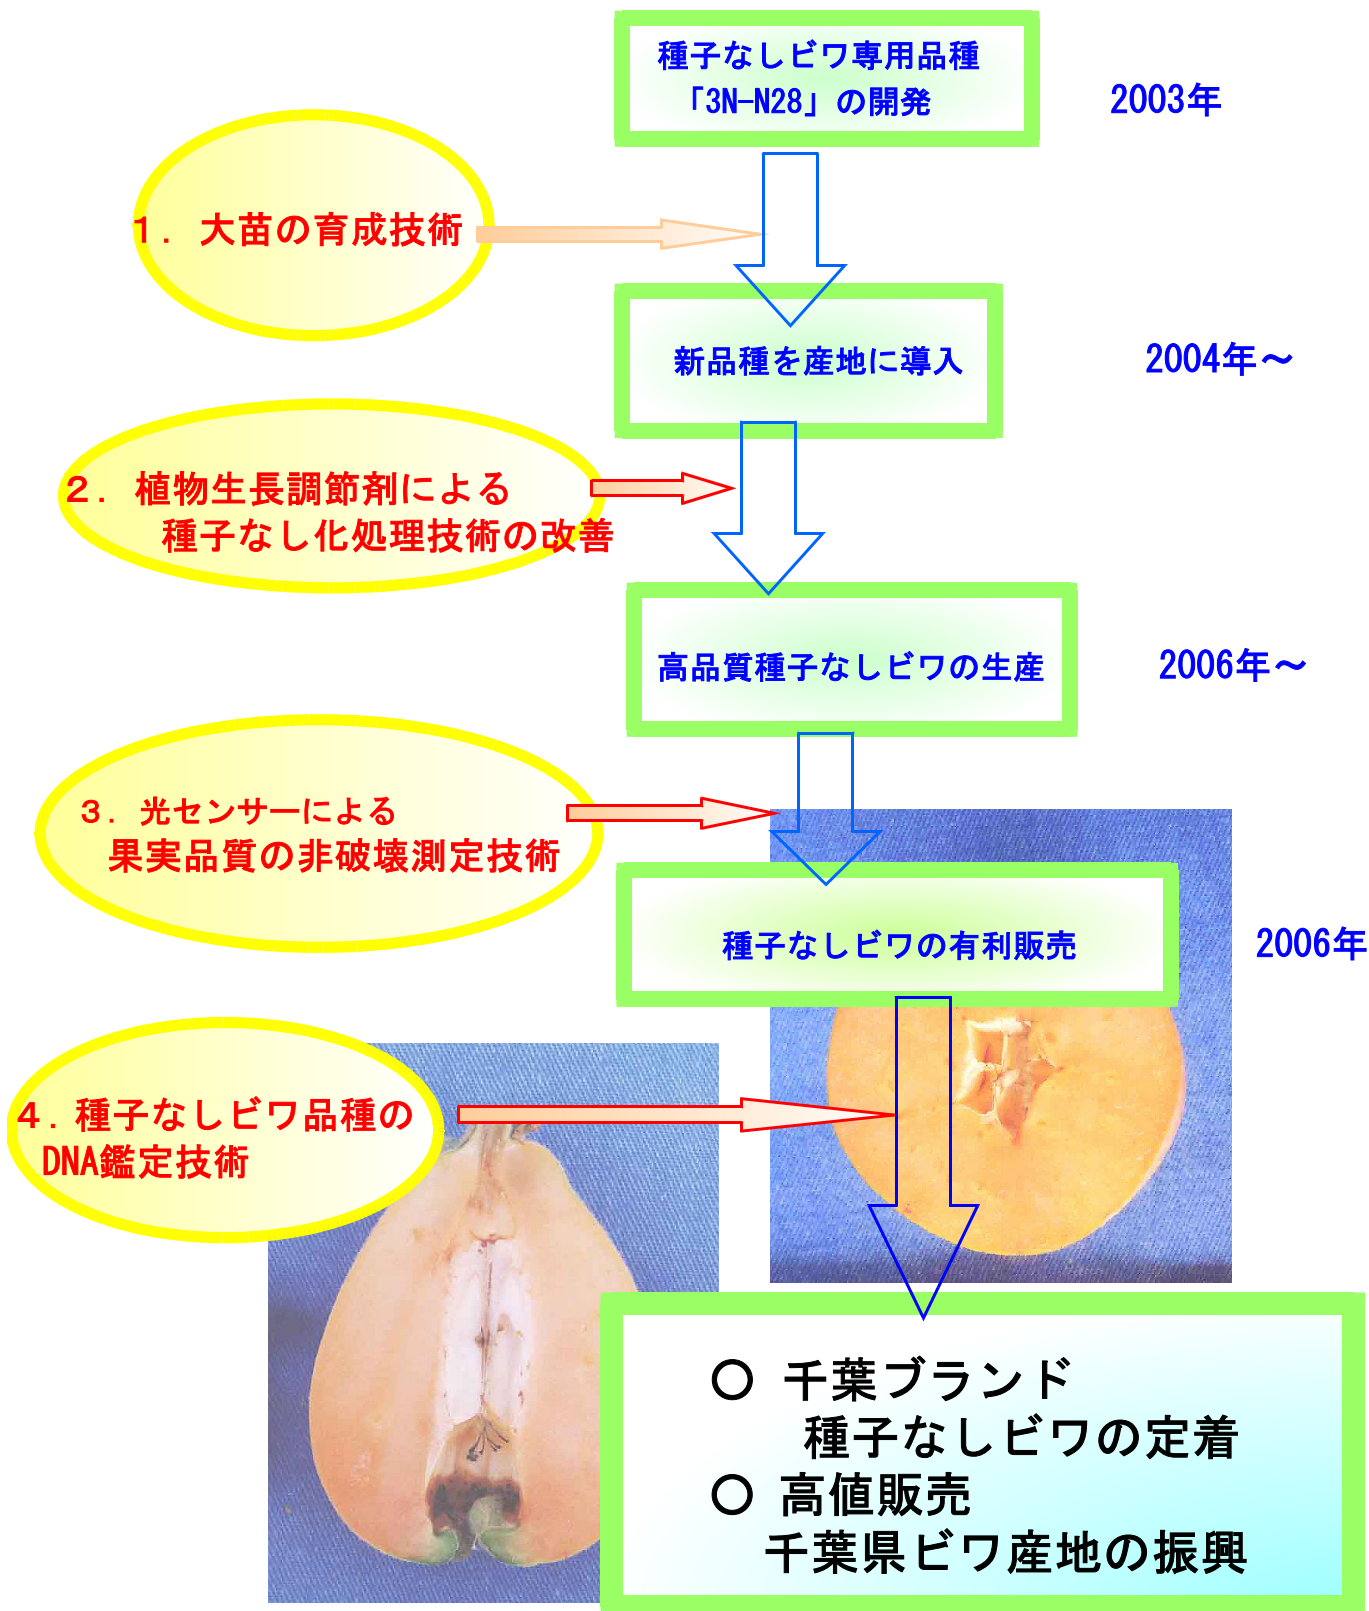 種子なしビワ専用品種
「3N-N28」の開発
2003年
１．大苗の育成技術
新品種を産地に導入
2004年～
２．植物生長調節剤による
種子なし化処理技術の改善
高品質種子なしビワの生産
2006年～
３．光センサーによる
果実品質の非破壊測定技術
種子なしビワの有利販売
2006年
４．種子なしビワ品種の
DNA鑑定技術
○ 千葉ブランド
種子なしビワの定着
○ 高値販売
千葉県ビワ産地の振興